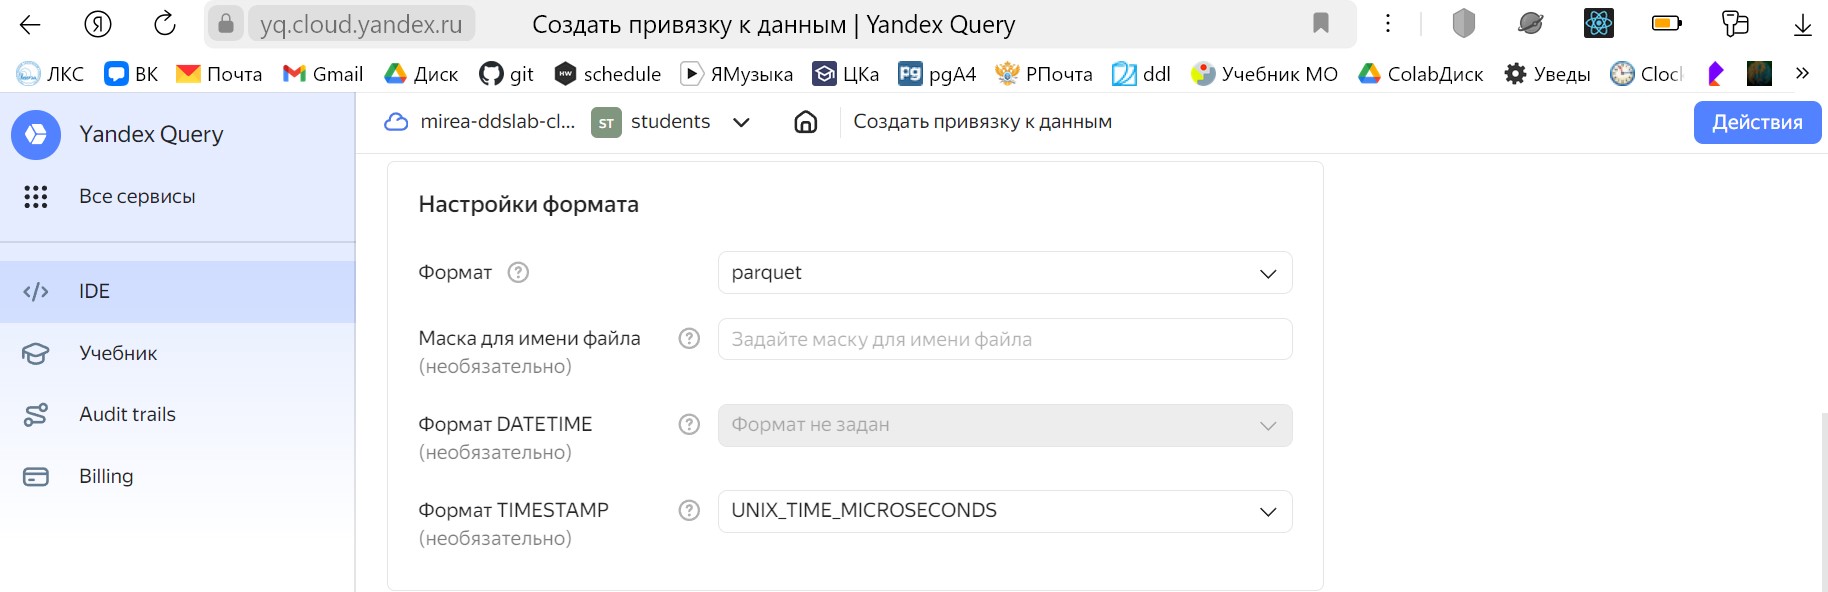 yq.cloud.yandex.ru Создать привязку к данным | Yandex Query
ЛКС ВК Почта Gmail Диск git schedule ЯМузыка ЦКа pgA4 РПочта ddl Учебник МО ColabДиск Уведы Clocl »
Yandex Query
mirea-ddslab-cl... ST students Создать привязку к данным Действия
Все сервисы
IDE
Учебник
Audit trails
Billing
Настройки формата
Формат ? parquet
Маска для имени файла ? Задайте маску для имени файла
(необязательно)
Формат DATETIME ? Формат не задан
(необязательно)
Формат TIMESTAMP ? UNIX_TIME_MICROSECONDS
(необязательно)